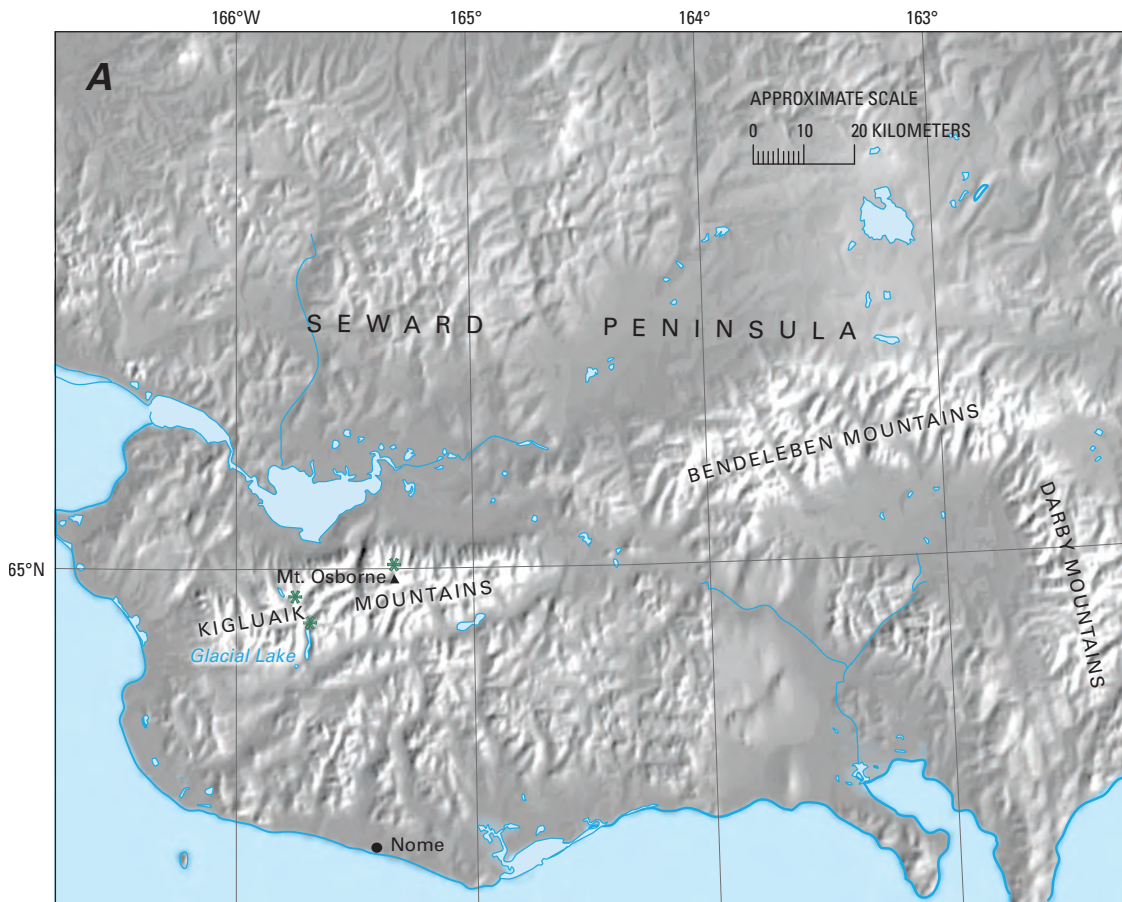 166°W
165°
164°
163°
A
APPROXIMATE SCALE
0 10 20 KILOMETERS
SEWARD PENINSULA
BENDELEBEN MOUNTAINS
DARBY MOUNTAINS
65°N
Mt. Osborne
KIGLUAIK MOUNTAINS
Glacial Lake
Nome